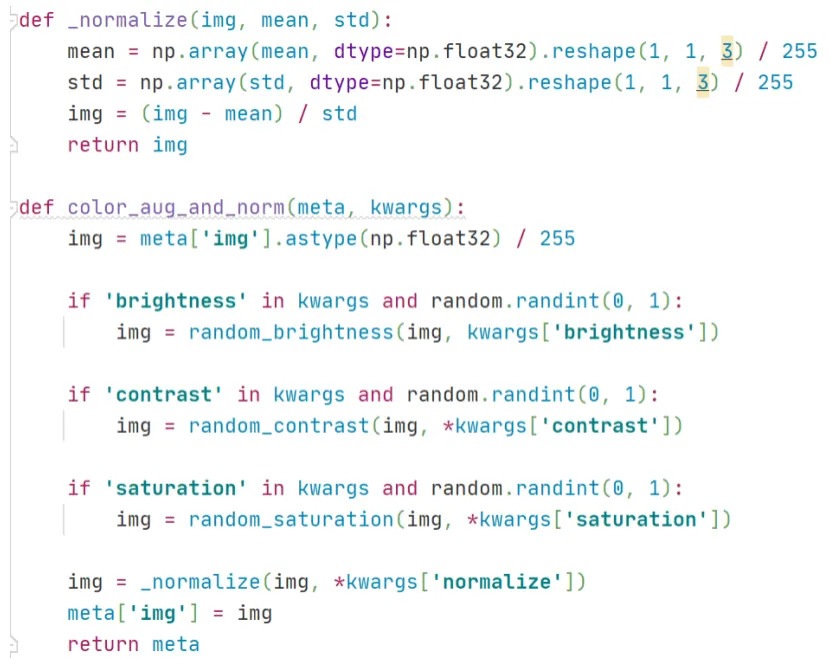 def _normalize(img, mean, std):
    mean = np.array(mean, dtype=np.float32).reshape(1, 1, 3) / 255
    std = np.array(std, dtype=np.float32).reshape(1, 1, 3) / 255
    img = (img - mean) / std
    return img
def color_aug_and_norm(meta, kwargs):
    img = meta['img'].astype(np.float32) / 255
    if 'brightness' in kwargs and random.randint(0, 1):
        img = random_brightness(img, kwargs['brightness'])
    if 'contrast' in kwargs and random.randint(0, 1):
        img = random_contrast(img, *kwargs['contrast'])
    if 'saturation' in kwargs and random.randint(0, 1):
        img = random_saturation(img, *kwargs['saturation'])
    img = _normalize(img, *kwargs['normalize'])
    meta['img'] = img
    return meta